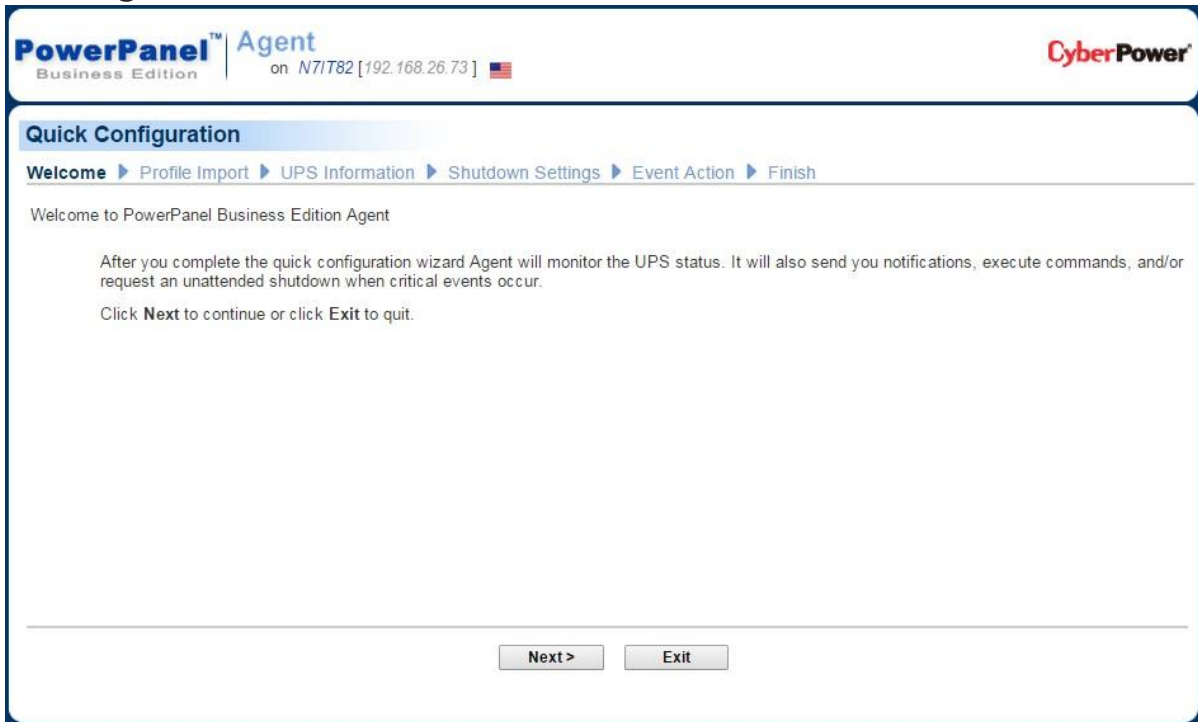 PowerPanel™ Agent
Business Edition on N7IT82 [192.168.26.73]
CyberPower
Quick Configuration
Welcome Profile Import UPS Information Shutdown Settings Event Action Finish
Welcome to PowerPanel Business Edition Agent
After you complete the quick configuration wizard Agent will monitor the UPS status. It will also send you notifications, execute commands, and/or
request an unattended shutdown when critical events occur.
Click Next to continue or click Exit to quit.
Next > Exit